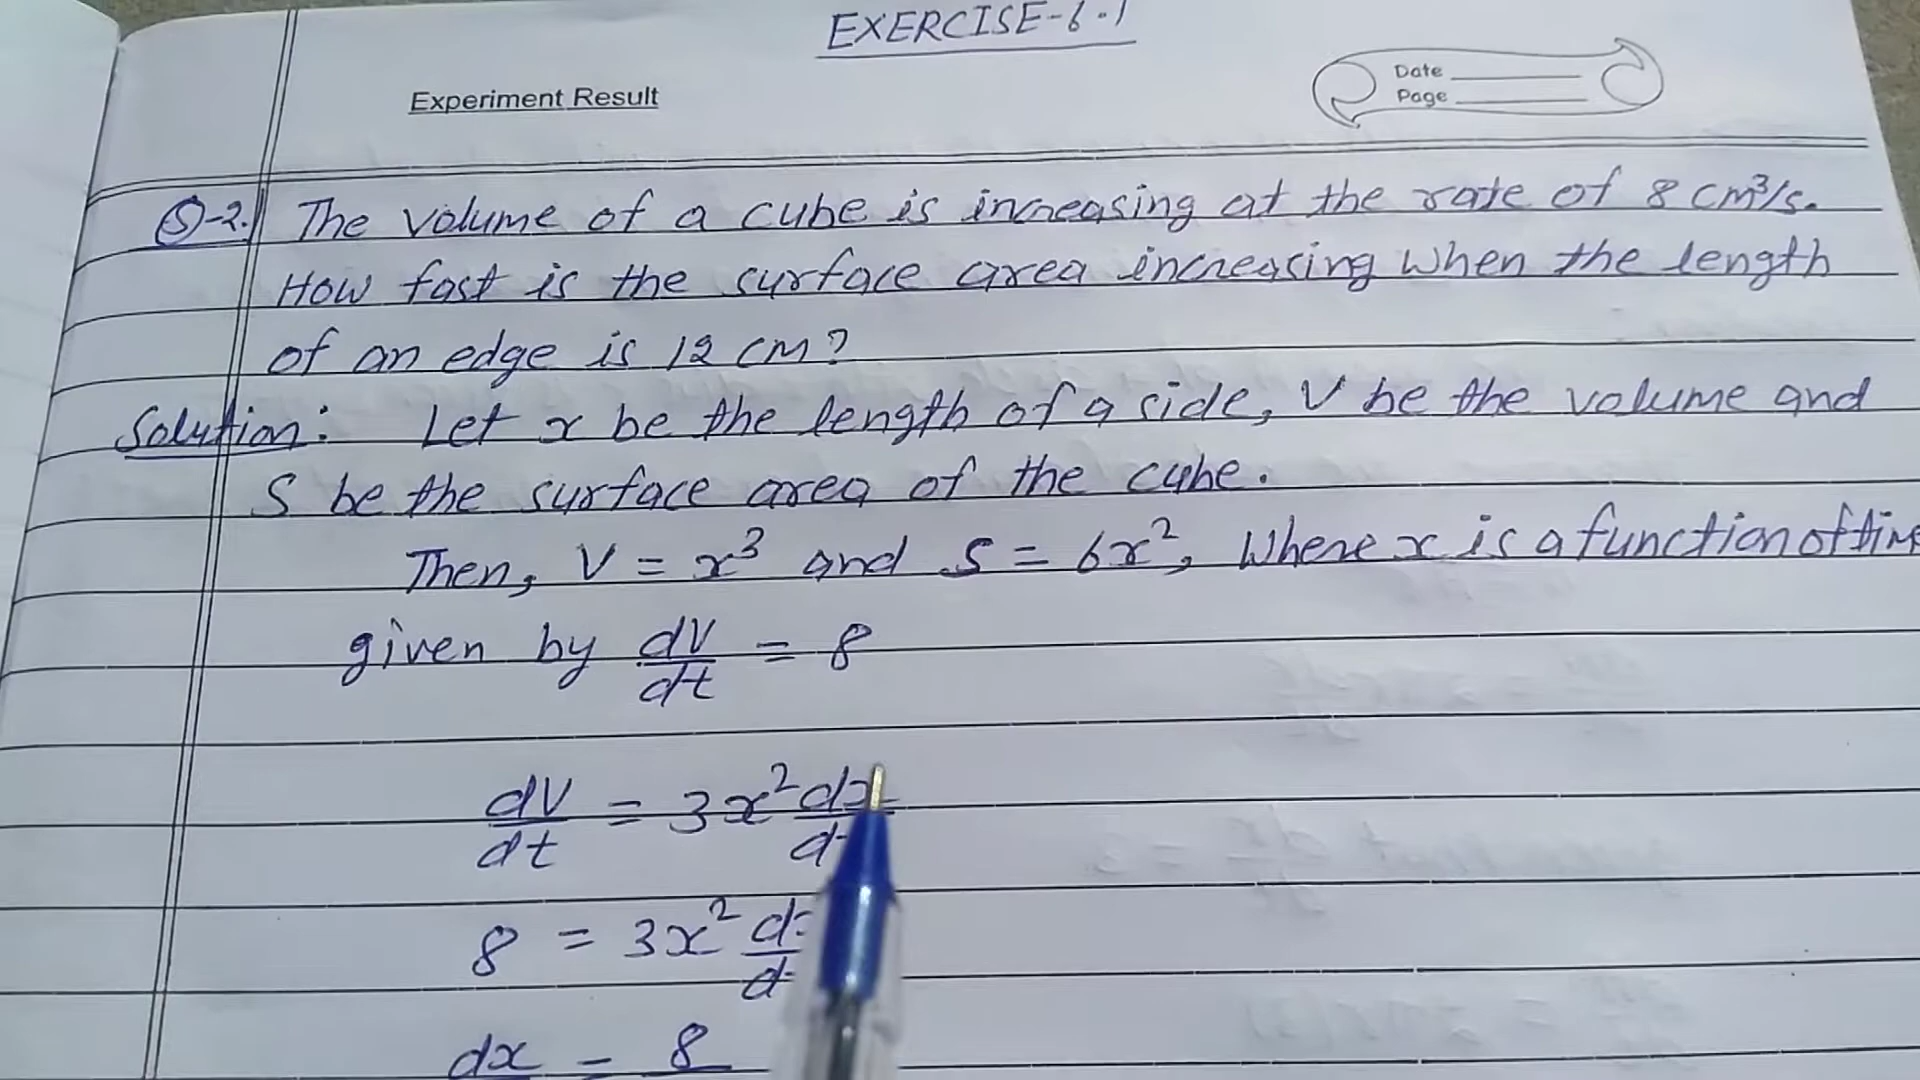 EXERCISE-6.1
Experiment Result
Date
Page
Q-2. The volume of a cube is increasing at the rate of 8 cm³/s.
How fast is the surface area increasing when the length
of an edge is 12 cm?
Solution: Let x be the length of a side, V be the volume and
S be the surface area of the cube.
Then, V = x³ and S = 6x², where x is a function of
given by dV/dt = 8
dV/dt = 3x² dx/dt
8 = 3x² d
dx = 8